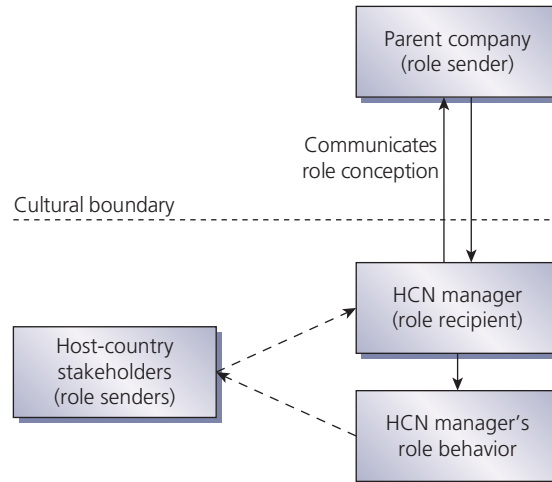 Parent company
(role sender)
Communicates
role conception
Cultural boundary
HCN manager
(role recipient)
Host-country
stakeholders
(role senders)
HCN manager's
role behavior